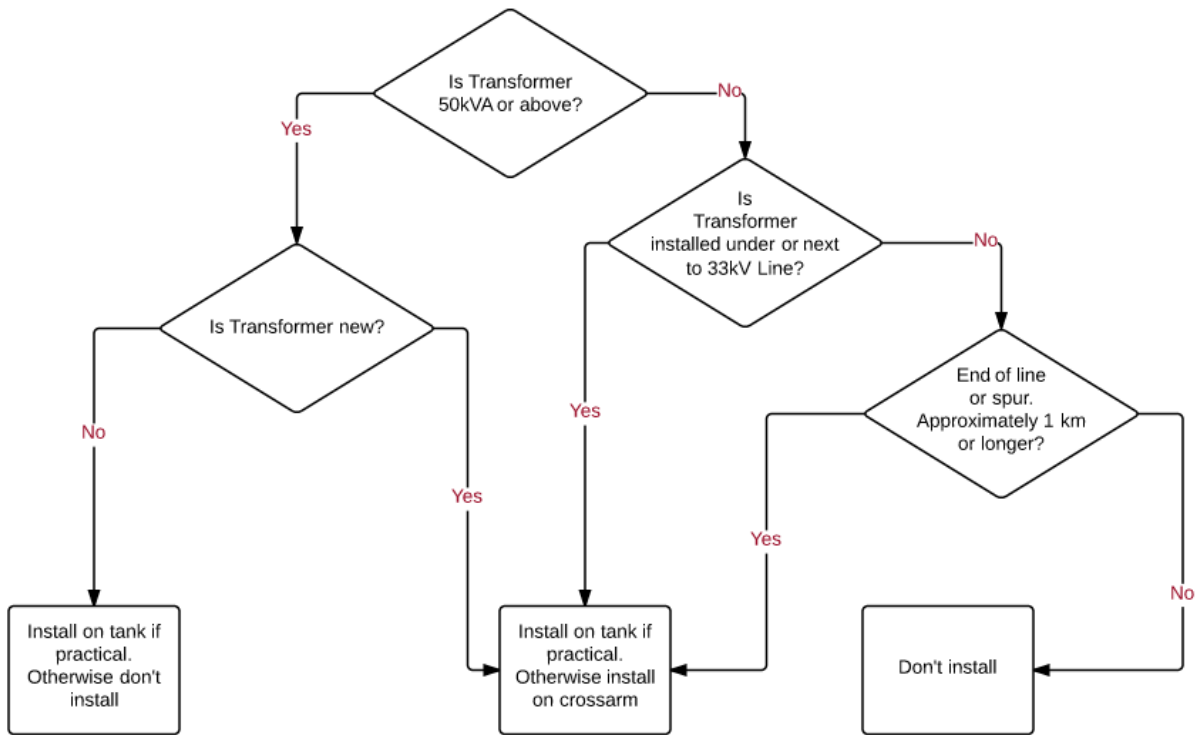 Is Transformer
50kVA or above?
No
Yes
Is
Transformer
installed under or next
to 33kV Line?
No
Is Transformer new?
End of line
or spur.
Approximately 1 km
or longer?
Yes
No
Yes
Yes
No
Install on tank if
practical.
Otherwise don't
install
Install on tank if
practical.
Otherwise install
on crossarm
Don't install